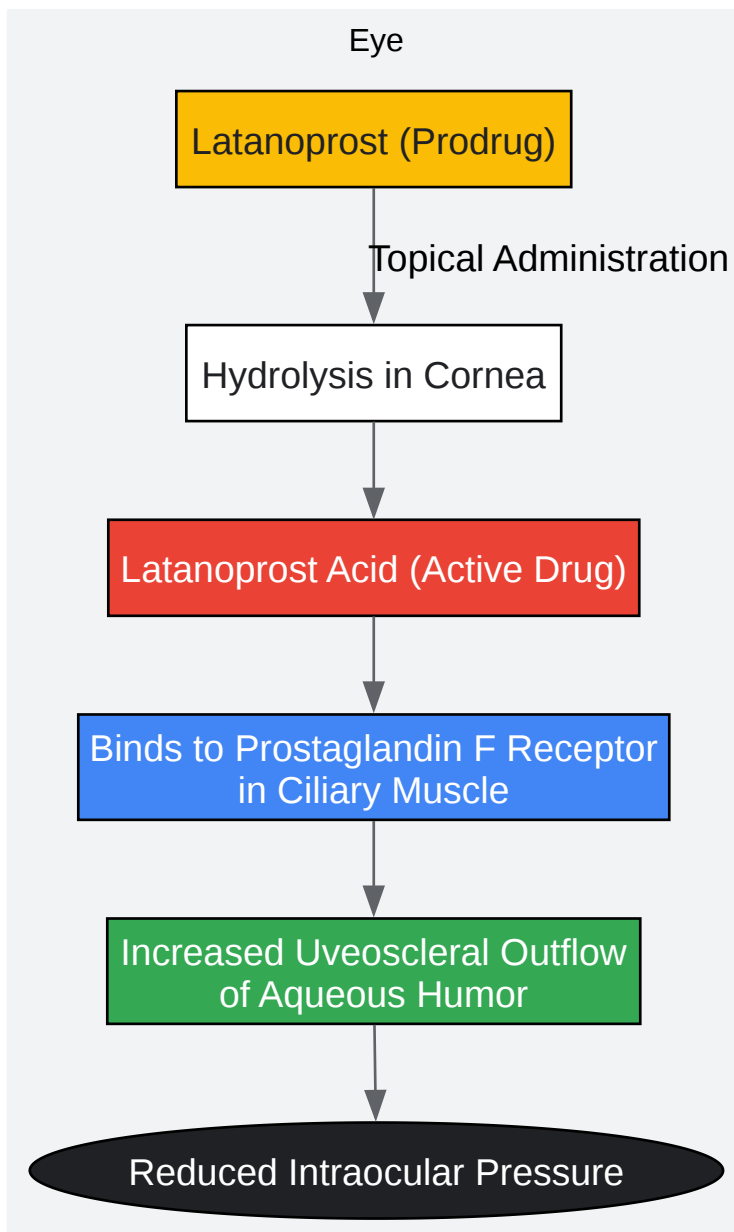 Eye
Latanoprost (Prodrug)
Topical Administration
Hydrolysis in Cornea
Latanoprost Acid (Active Drug)
Binds to Prostaglandin F Receptor
in Ciliary Muscle
Increased Uveoscleral Outflow
of Aqueous Humor
Reduced Intraocular Pressure